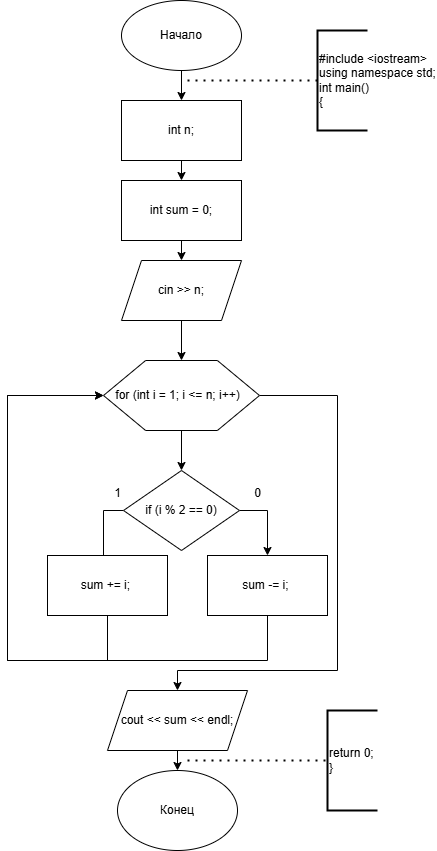 Начало
#include <iostream>
using namespace std;
int main()
{
int n;
int sum = 0;
cin >> n;
for (int i = 1; i <= n; i++)
1
0
if (i % 2 == 0)
sum += i;
sum -= i;
cout << sum << endl;
return 0;
}
Конец